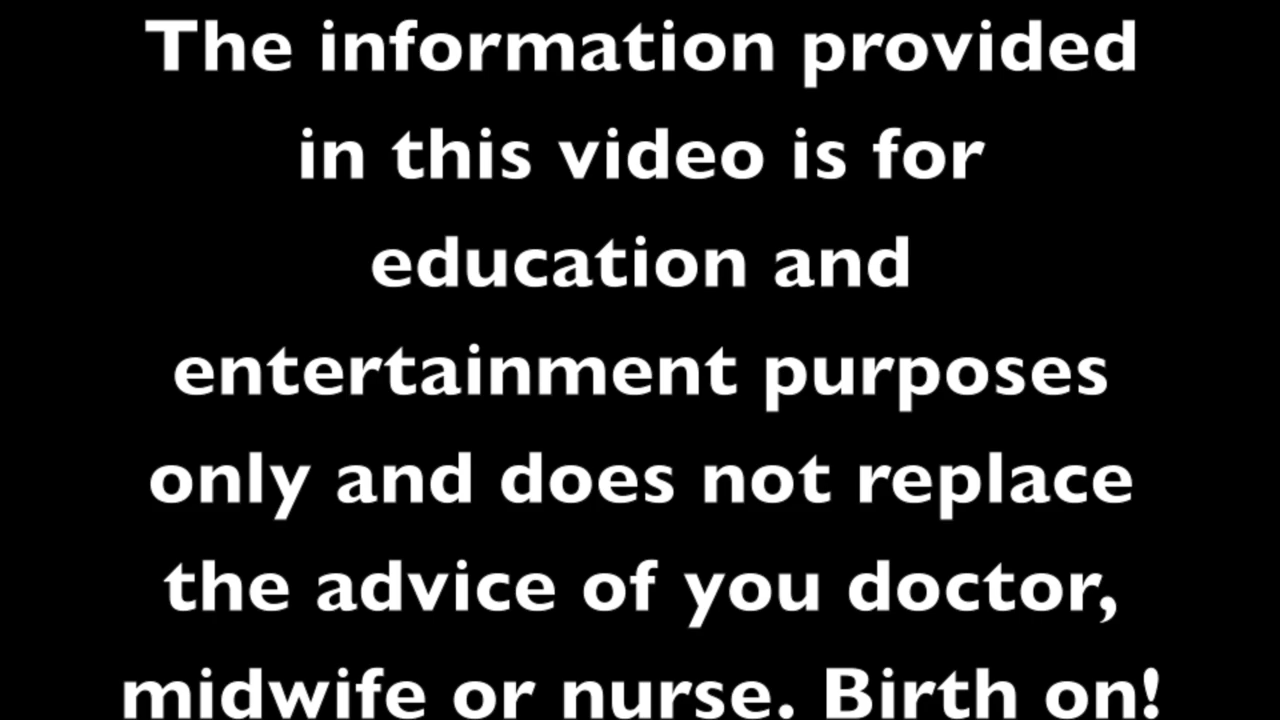 The information provided
in this video is for
education and
entertainment purposes
only and does not replace
the advice of you doctor,
midwife or nurse. Birth on!